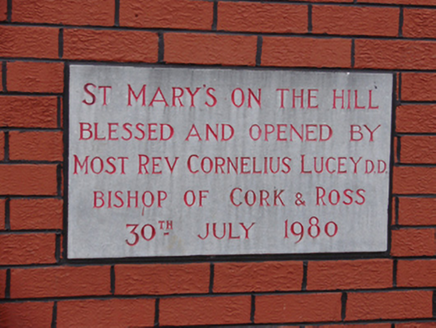 ST MARY'S ON THE HILL
BLESSED AND OPENED BY
MOST REV CORNELIUS LUCEY D.D.
BISHOP OF CORK & ROSS
30TH JULY 1980